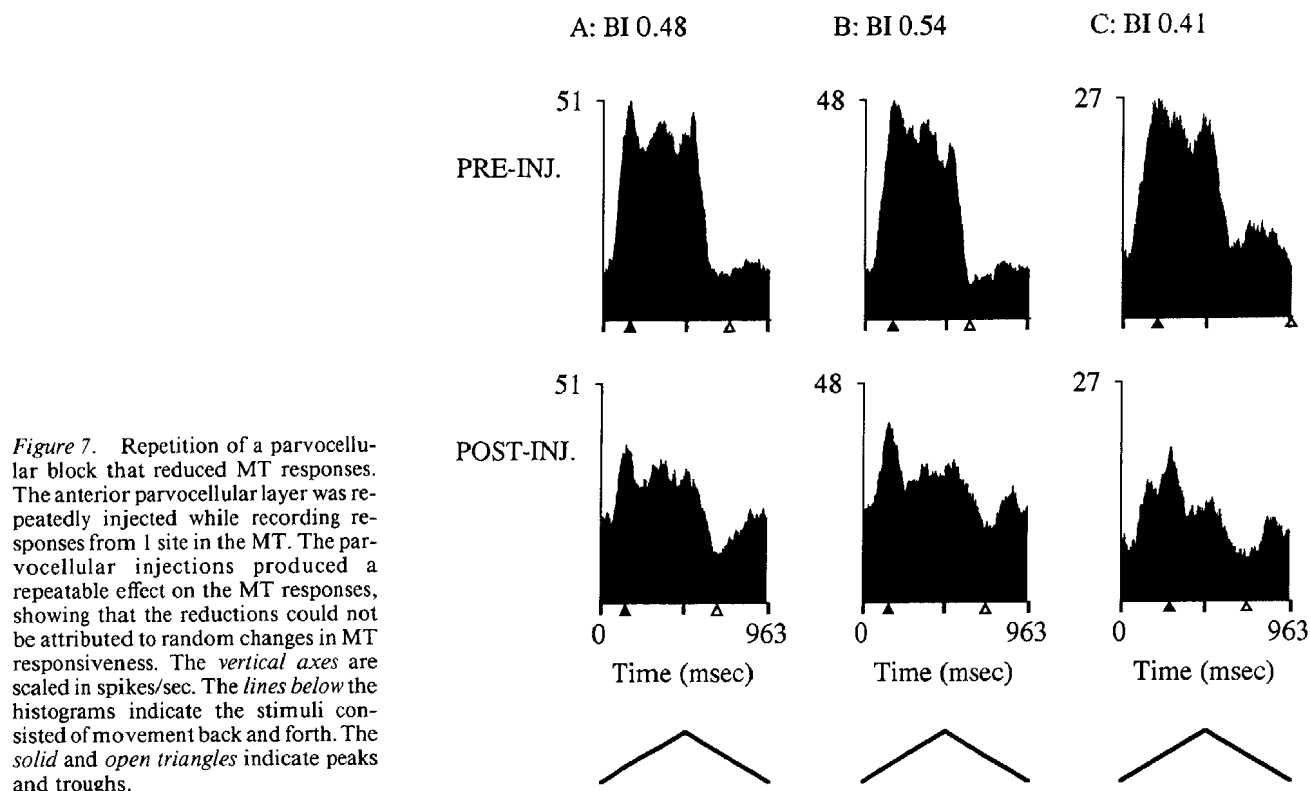 A: BI 0.48
B: BI 0.54
C: BI 0.41
51
48
27
PRE-INJ.
51
48
27
POST-INJ.
0
963
0
963
0
963
Time (msec)
Time (msec)
Time (msec)
Figure 7. Repetition of a parvocellu-
lar block that reduced MT responses.
The anterior parvocellular layer was re-
peatedly injected while recording re-
sponses from 1 site in the MT. The par-
vocellular injections produced a
repeatable effect on the MT responses,
showing that the reductions could not
be attributed to random changes in MT
responsiveness. The vertical axes are
scaled in spikes/sec. The lines below the
histograms indicate the stimuli con-
sisted of movement back and forth. The
solid and open triangles indicate peaks
and troughs.